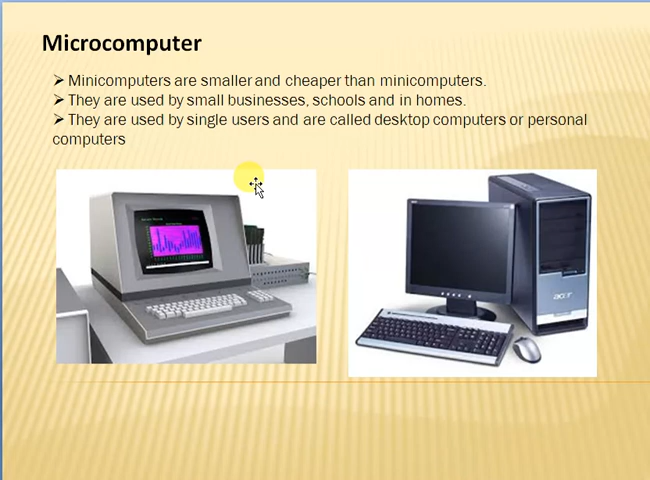 Microcomputer
➢ Minicomputers are smaller and cheaper than minicomputers.
➢ They are used by small businesses, schools and in homes.
➢ They are used by single users and are called desktop computers or personal
computers
acer